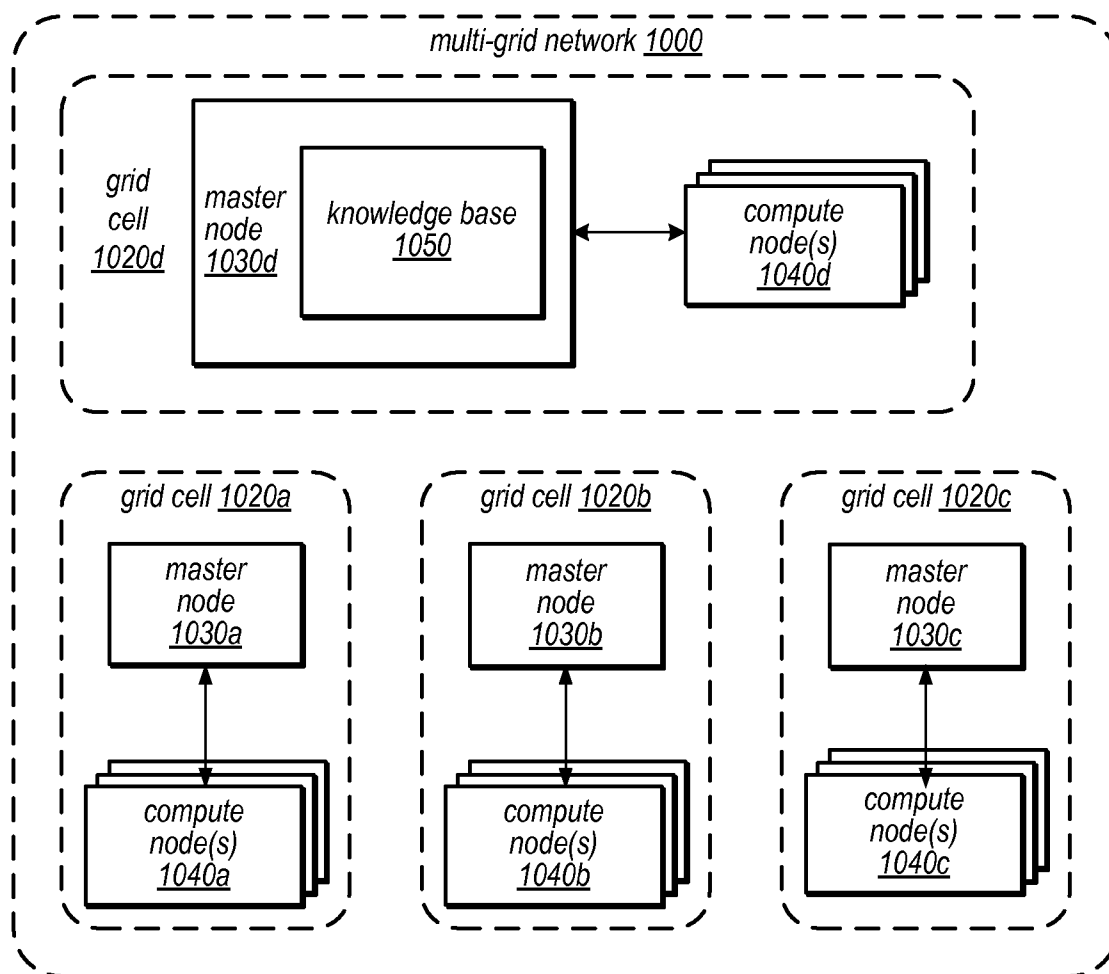 multi-grid network 1000
grid
cell
1020d
master
node
1030d
knowledge base
1050
compute
node(s)
1040d
grid cell 1020a
master
node
1030a
compute
node(s)
1040a
grid cell 1020b
master
node
1030b
compute
node(s)
1040b
grid cell 1020c
master
node
1030c
compute
node(s)
1040c